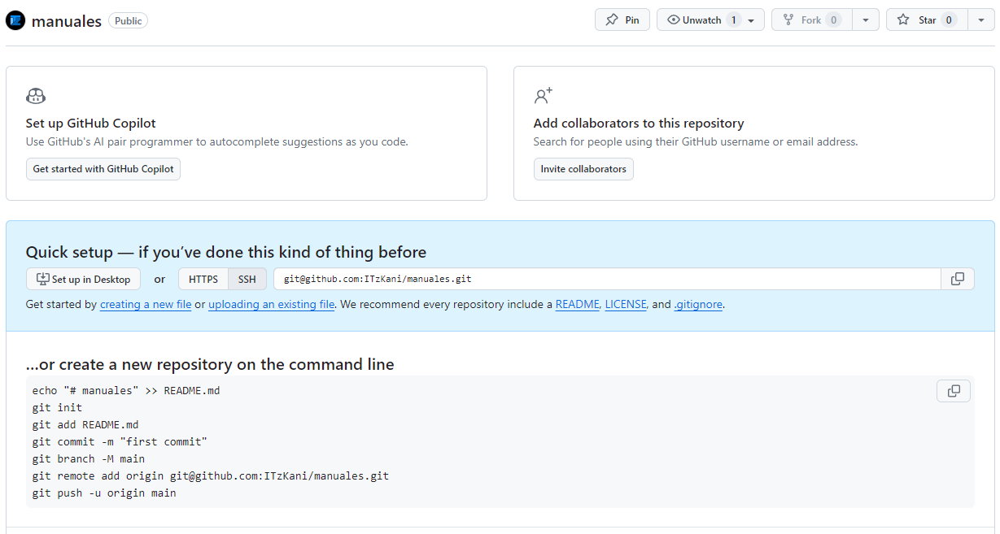 manuales Public Pin Unwatch 1 Fork 0 Star 0
Set up GitHub Copilot
Use GitHub's AI pair programmer to autocomplete suggestions as you code.
Get started with GitHub Copilot
Add collaborators to this repository
Search for people using their GitHub username or email address.
Invite collaborators
Quick setup — if you’ve done this kind of thing before
Set up in Desktop or HTTPS SSH git@github.com:ITzKani/manuales.git
Get started by creating a new file or uploading an existing file. We recommend every repository include a README, LICENSE, and .gitignore.
…or create a new repository on the command line
echo "# manuales" >> README.md
git init
git add README.md
git commit -m "first commit"
git branch -M main
git remote add origin git@github.com:ITzKani/manuales.git
git push -u origin main